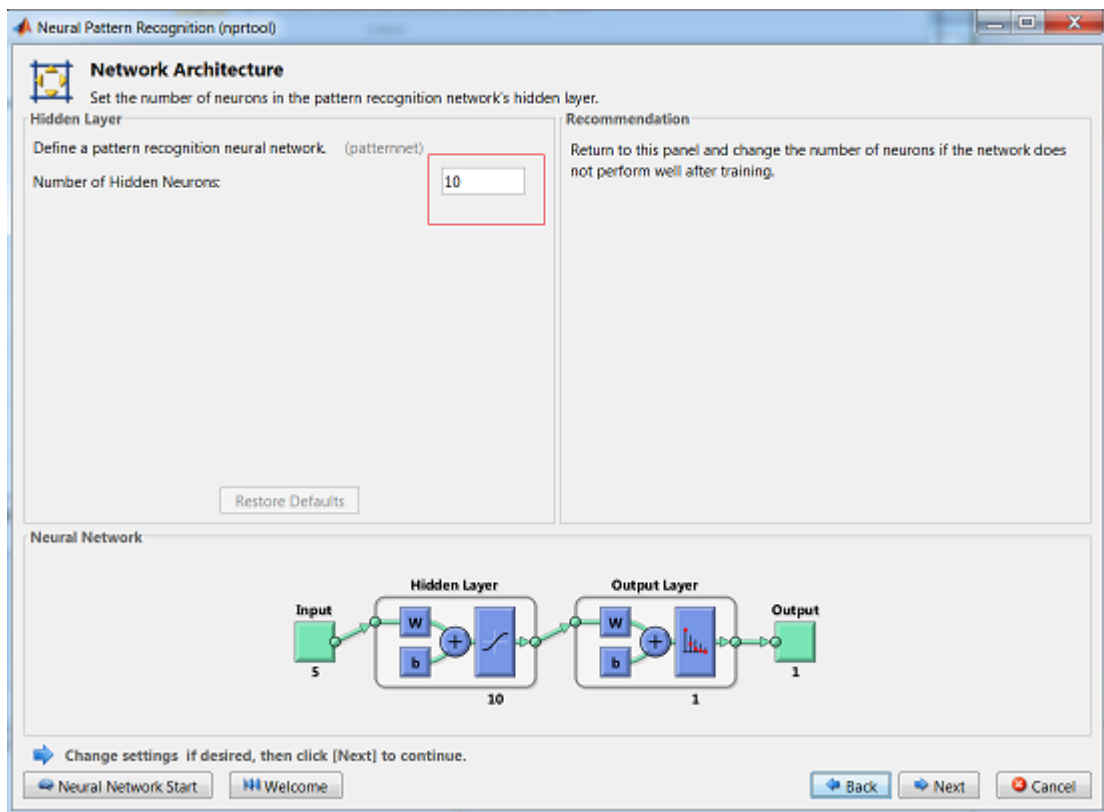 Neural Pattern Recognition (nprtool)
Network Architecture
Set the number of neurons in the pattern recognition network's hidden layer.
Hidden Layer
Define a pattern recognition neural network. (patternnet)
Number of Hidden Neurons:
10
Restore Defaults
Recommendation
Return to this panel and change the number of neurons if the network does
not perform well after training.
Neural Network
Hidden Layer
Output Layer
Input
Output
W
b
+
W
b
+
5
10
1
1
Change settings if desired, then click [Next] to continue.
Neural Network Start
Welcome
Back
Next
Cancel